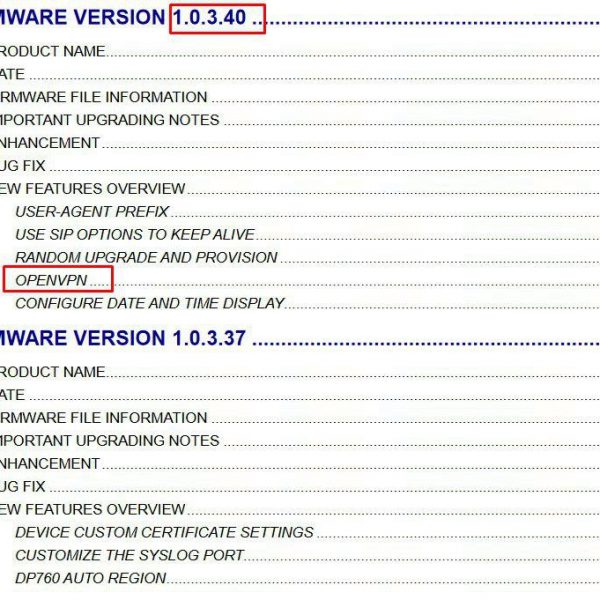 MWARE VERSION 1.0.3.40 ................................................
RODUCT NAME................................................
ATE ................................................
RMWARE FILE INFORMATION ................................................
MPORTANT UPGRADING NOTES ................................................
NHANCEMENT................................................
UG FIX ................................................
EW FEATURES OVERVIEW................................................
USER-AGENT PREFIX................................................
USE SIP OPTIONS TO KEEP ALIVE................................................
RANDOM UPGRADE AND PROVISION ................................................
OPENVPN ................................................
CONFIGURE DATE AND TIME DISPLAY................................................
MWARE VERSION 1.0.3.37 ................................................
RODUCT NAME................................................
ATE ................................................
RMWARE FILE INFORMATION ................................................
MPORTANT UPGRADING NOTES ................................................
NHANCEMENT................................................
UG FIX ................................................
EW FEATURES OVERVIEW................................................
DEVICE CUSTOM CERTIFICATE SETTINGS ................................................
CUSTOMIZE THE SYSLOG PORT................................................
DP760 AUTO REGION................................................